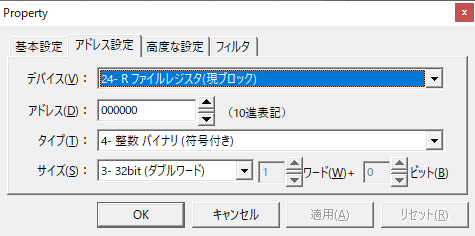 Property
基本設定 アドレス設定 高度な設定 フィルタ
デバイス(V): 24- R ファイルレジスタ(現ブロック)
アドレス(D): 000000 (10進表記)
タイプ(T): 4- 整数 バイナリ (符号付き)
サイズ(S): 3- 32bit (ダブルワード) 1 ワード(W)+ 0 ビット(B)
OK キャンセル 適用(A) リセット(R)